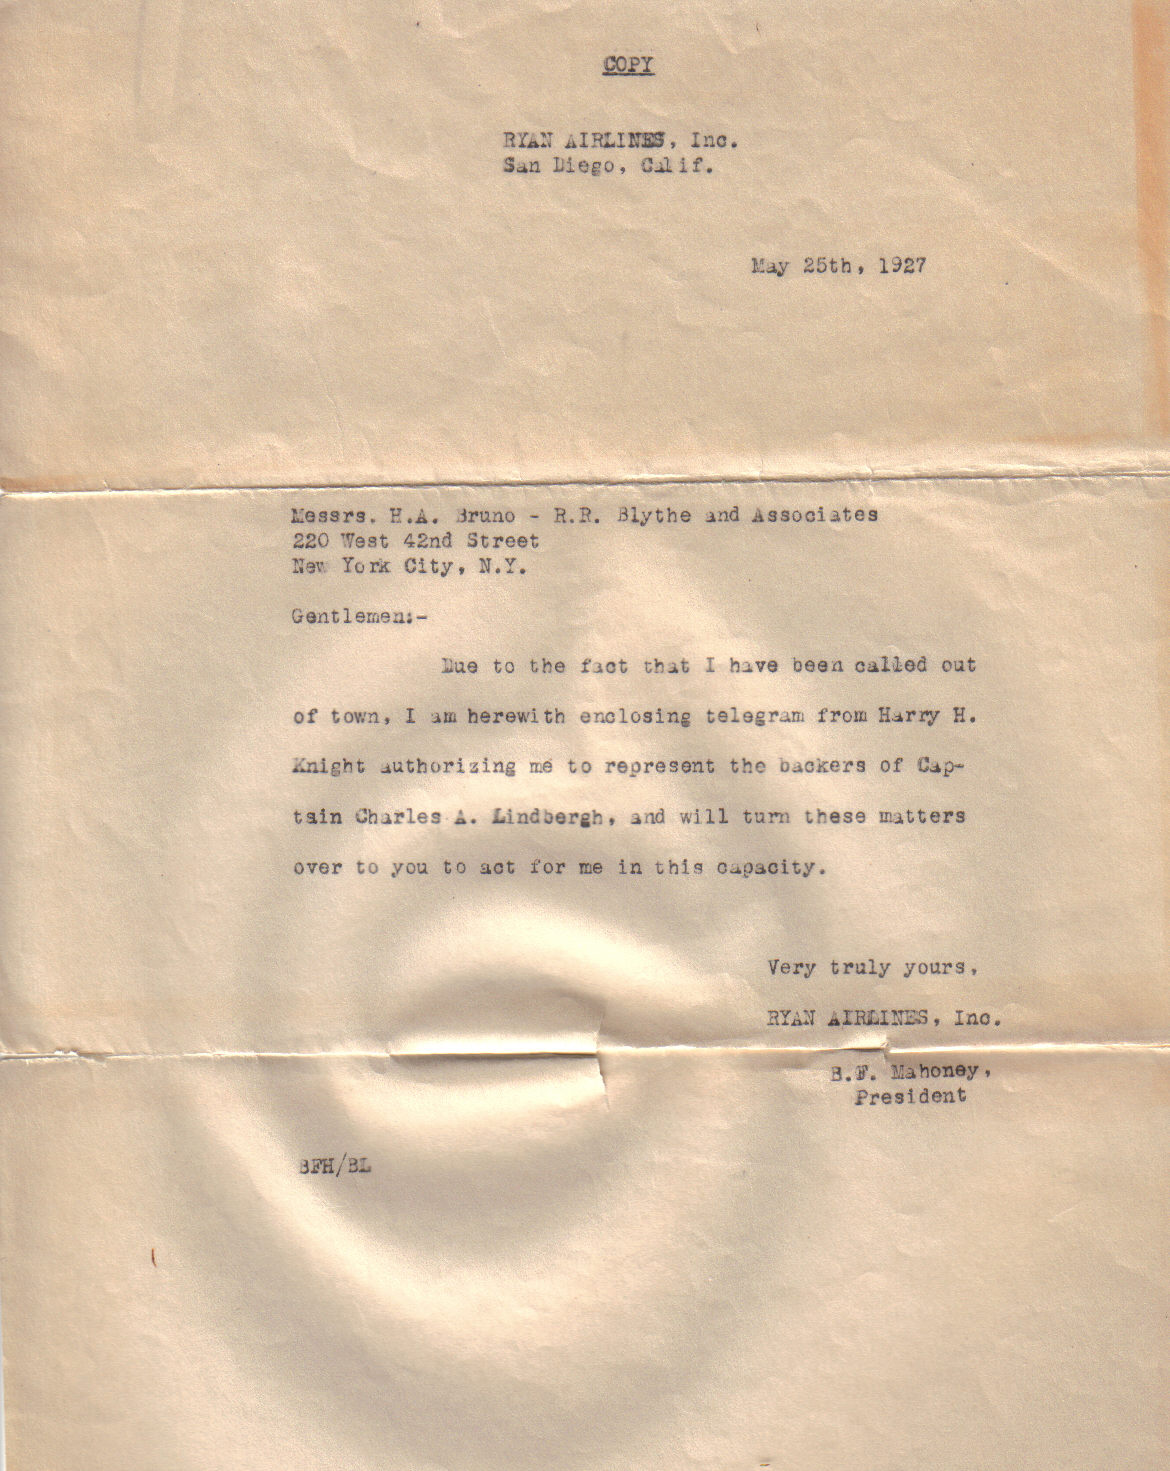 COPY
RYAN AIRLINES, Inc.
San Diego, Calif.
May 25th, 1927
Messrs. H.A. Bruno - R.R. Blythe and Associates
220 West 42nd Street
New York City, N.Y.
Gentlemen:-
Due to the fact that I have been called out
of town, I am herewith enclosing telegram from Harry H.
Knight authorizing me to represent the backers of Cap-
tain Charles A. Lindbergh, and will turn these matters
over to you to act for me in this capacity.
Very truly yours,
RYAN AIRLINES, Inc.
B.F. Mahoney,
President
BFH/BL